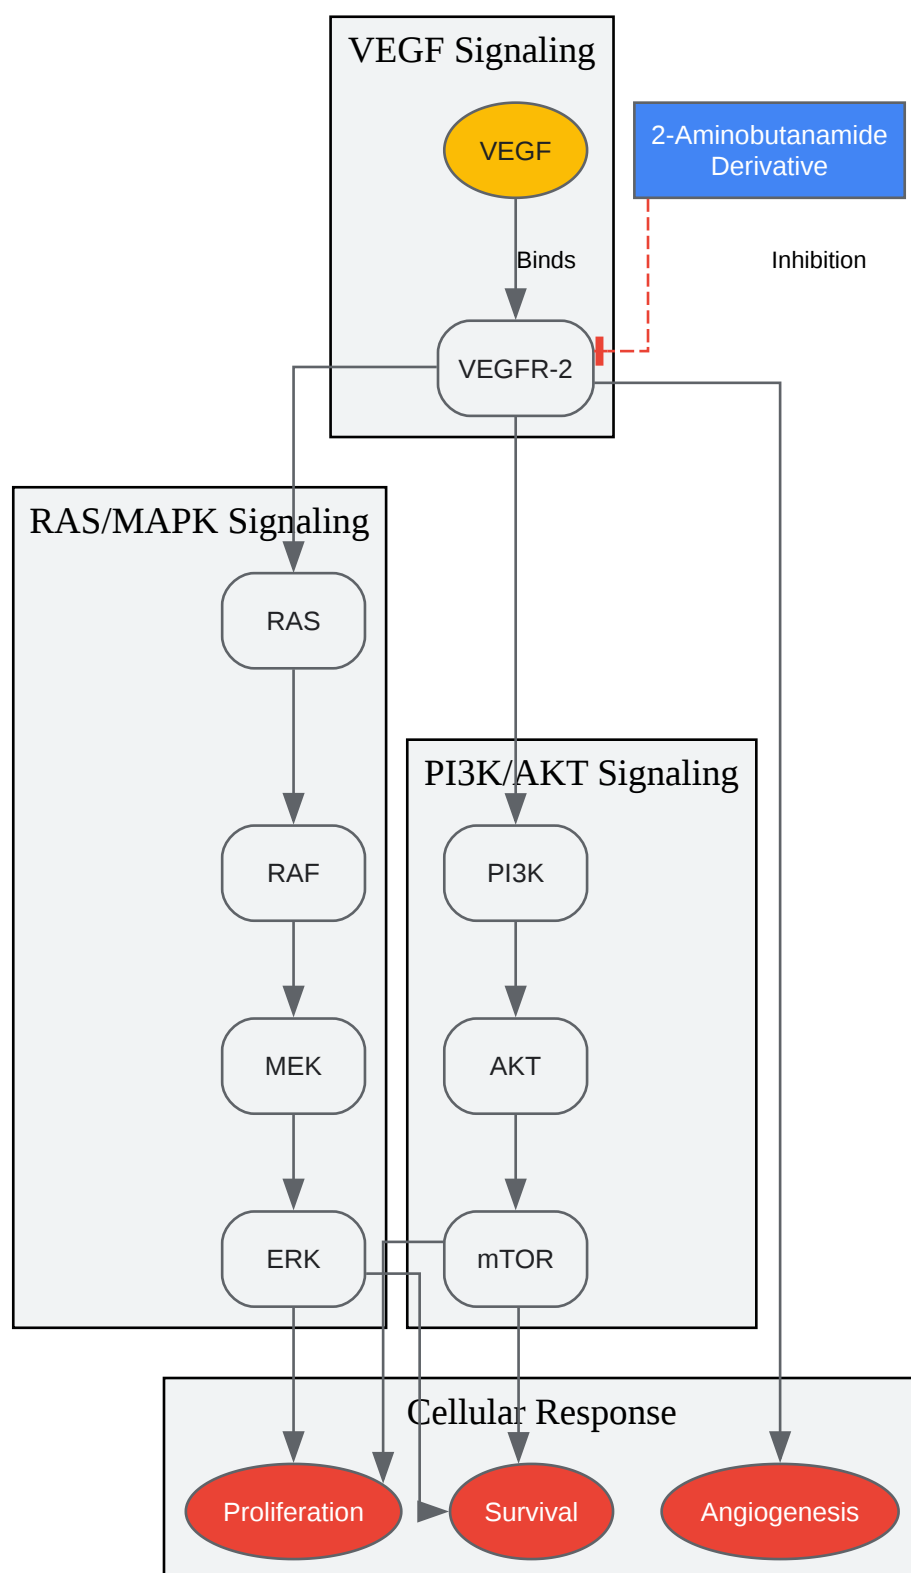 VEGF Signaling
VEGF
2-Aminobutanamide
Derivative
Binds
Inhibition
VEGFR-2
RAS/MAPK Signaling
RAS
PI3K/AKT Signaling
RAF
PI3K
MEK
AKT
ERK
mTOR
Cellular Response
Proliferation
Survival
Angiogenesis